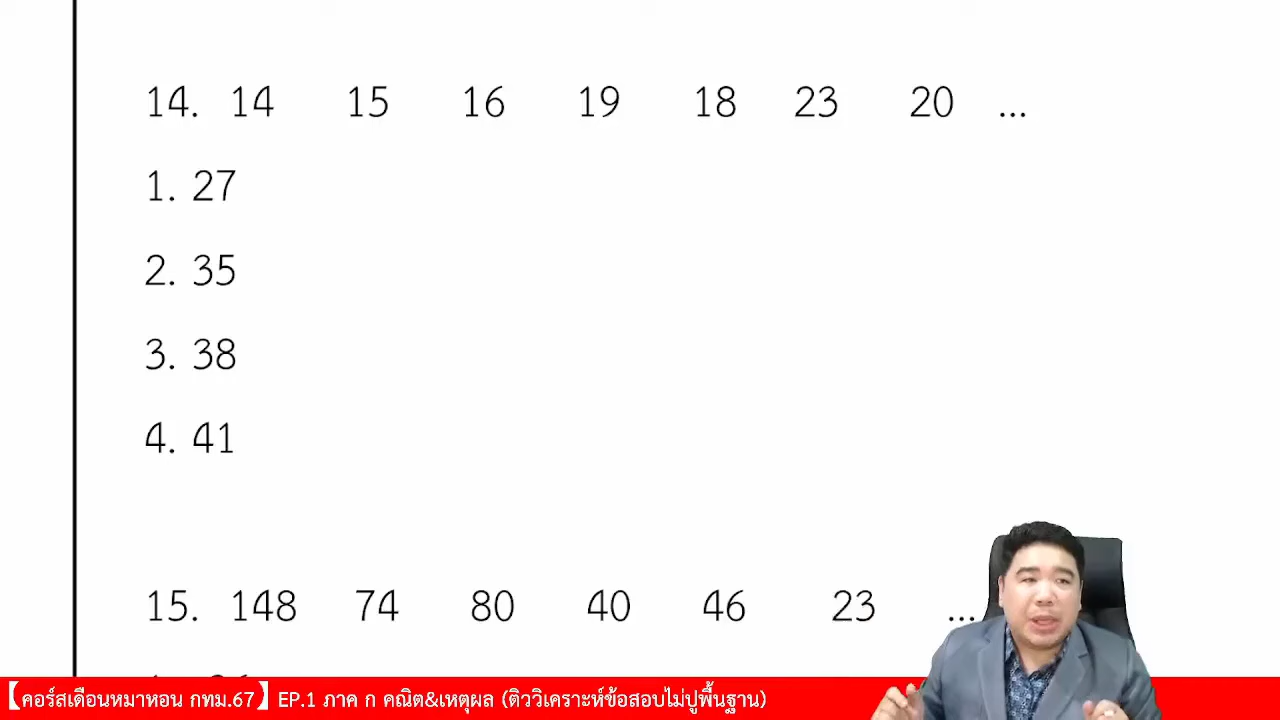 14. 14 15 16 19 18 23 20 ...
1. 27
2. 35
3. 38
4. 41
15. 148 74 80 40 46 23 ...
【คอร์สเดือนหมาหอน กทม.67】 EP.1 ภาค ก คณิต&เหตุผล (ติววิเคราะห์ข้อสอบไม่ปูพื้นฐาน)